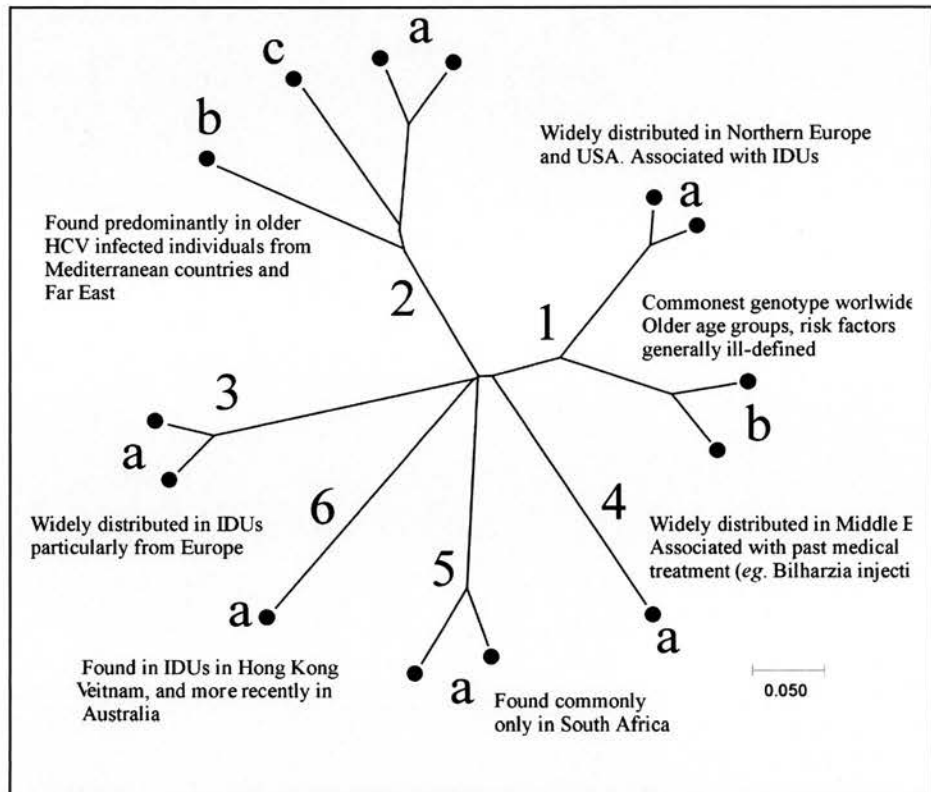 a
c
b
Widely distributed in Northern Europe
and USA. Associated with IDUs
a
Found predominantly in older
HCV infected individuals from
Mediterranean countries and
Far East
2
1
Commonest genotype worlwide
Older age groups, risk factors
generally ill-defined
b
3
a
Widely distributed in IDUs
particularly from Europe
6
4
Widely distributed in Middle E
Associated with past medical
treatment (eg. Bilharzia injecti
5
a
a
a
Found in IDUs in Hong Kong
Veitnam, and more recently in
Australia
Found commonly
only in South Africa
0.050